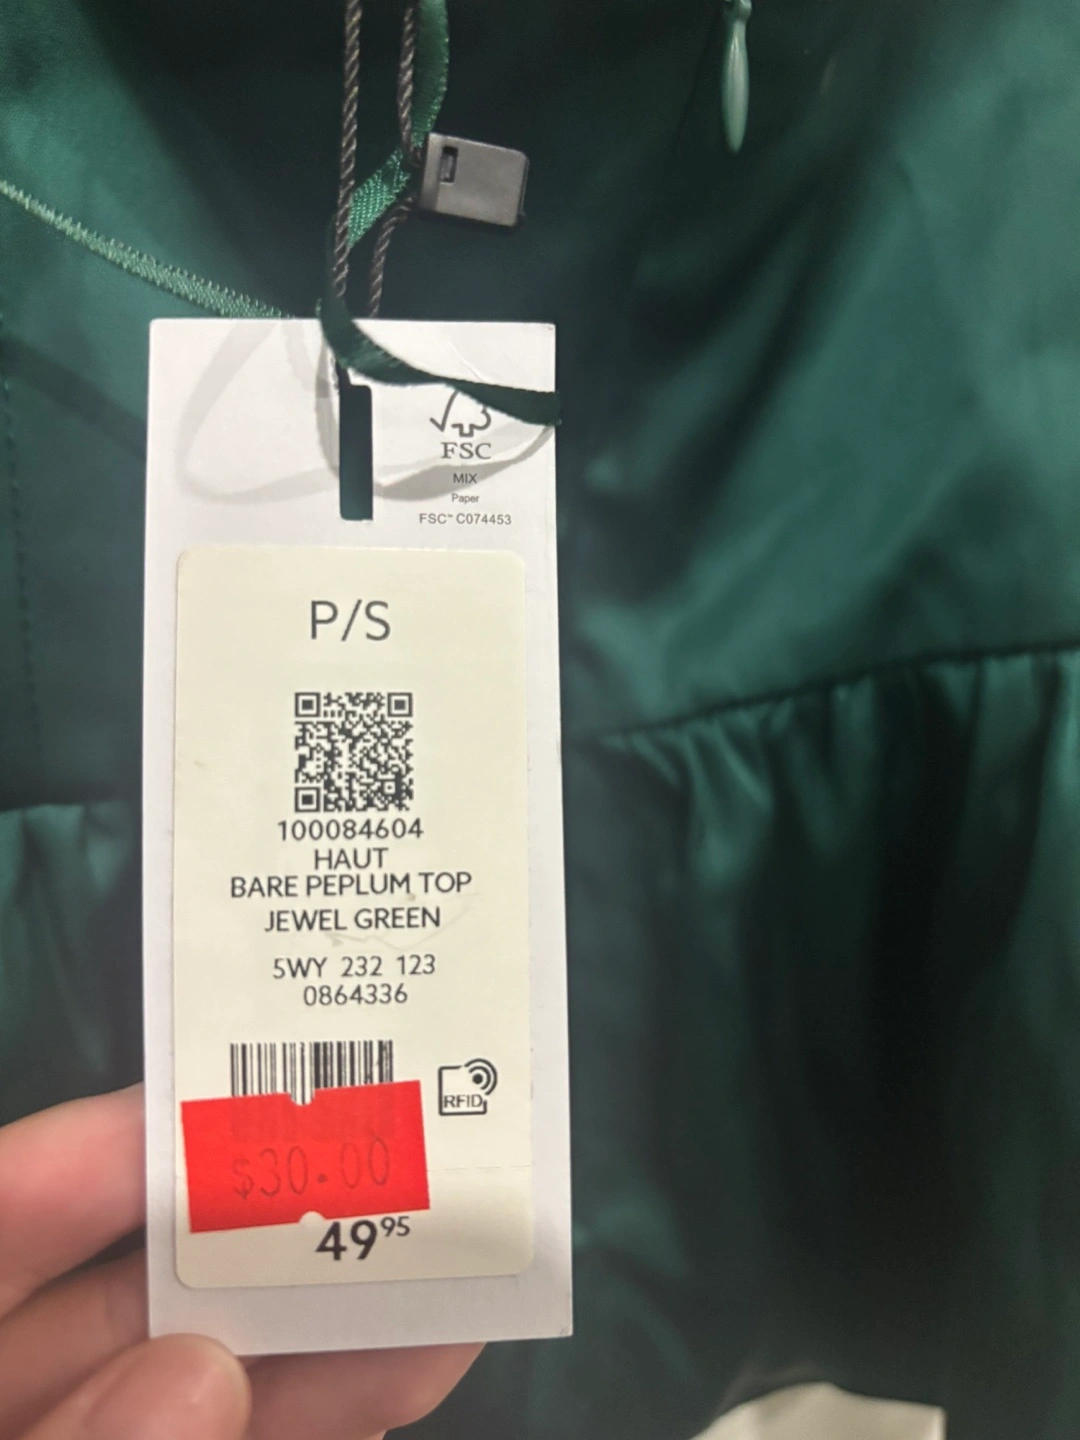 FSC
MIX
Paper
FSC™ C074453
P/S
100084604
HAUT
BARE PEPLUM TOP
JEWEL GREEN
5WY 232 123
0864336
RFID
$30.00
49⁹⁵